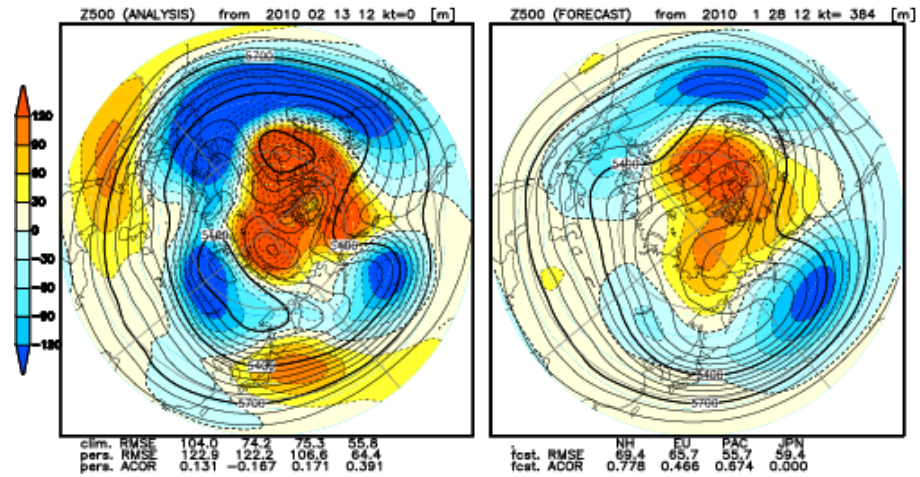 Z500 (ANALYSIS) from 2010 02 13 12 kt=0 [m]
Z500 (FORECAST) from 2010 1 28 12 kt= 384 [m]
120
90
60
30
0
-30
-60
-90
-120
5700
5400
5400
5400
5700
5400
5400
5700
clim. RMSE 104.0 74.2 75.3 55.8
pers. RMSE 122.9 122.2 106.6 64.4
pers. ACOR 0.131 -0.167 0.171 0.391
NH EU PAC JPN
fcst. RMSE 69.4 65.7 55.7 59.4
fcst. ACOR 0.778 0.466 0.674 0.000